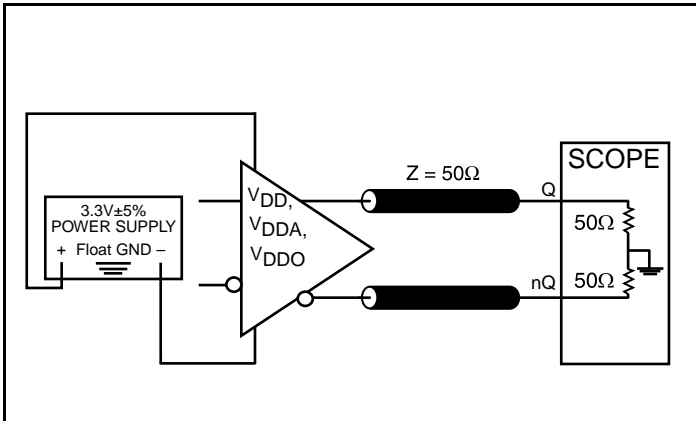 3.3V±5%
POWER SUPPLY
+ Float GND –
VDD,
VDDA,
VDDO
Z = 50Ω
Q
nQ
SCOPE
50Ω
50Ω